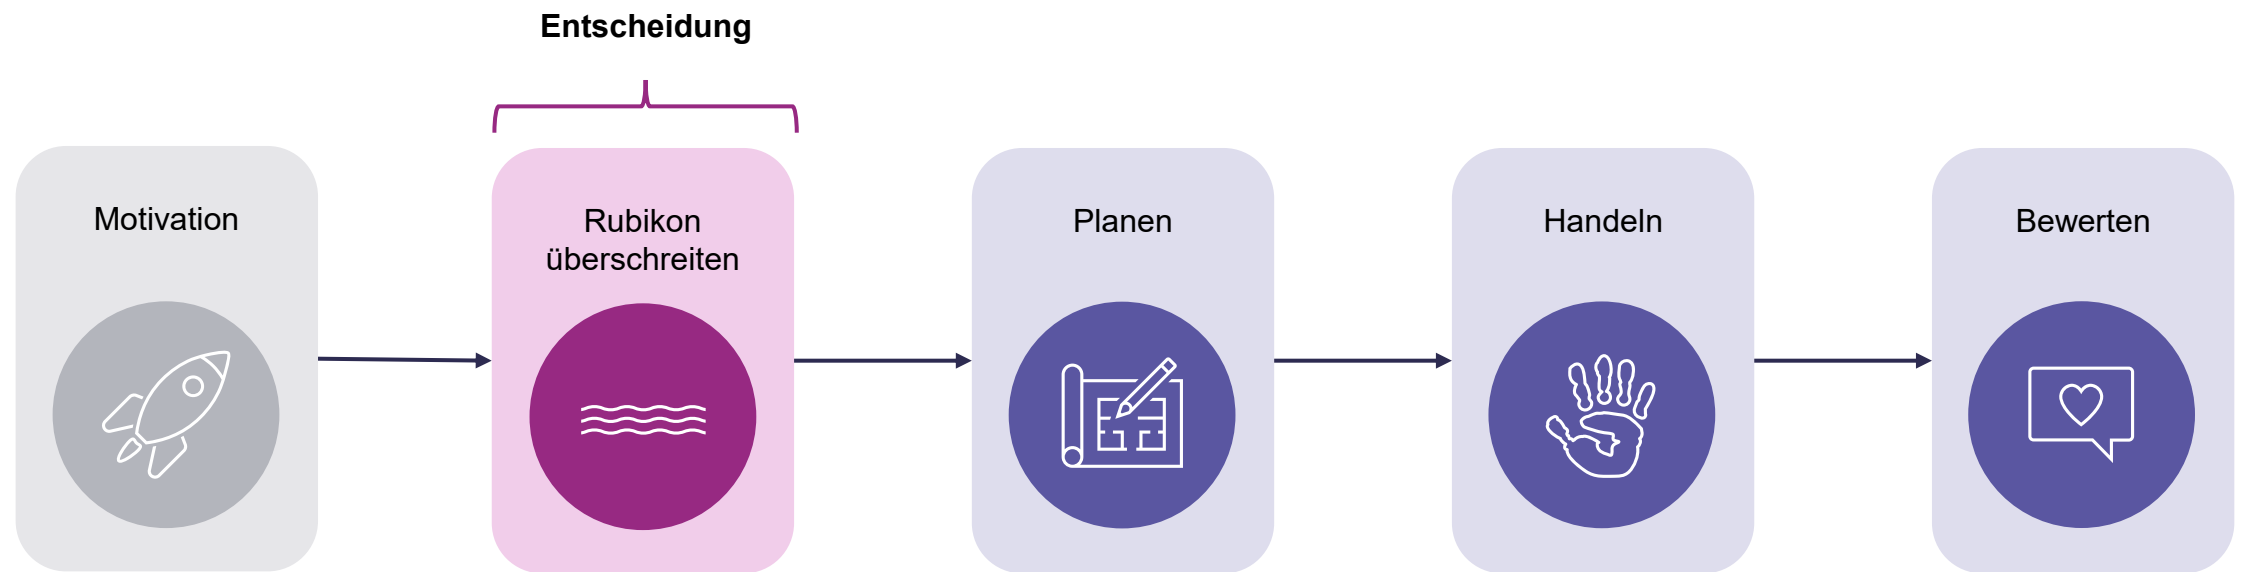 Entscheidung
Motivation
Rubikon
überschreiten
Planen
Handeln
Bewerten